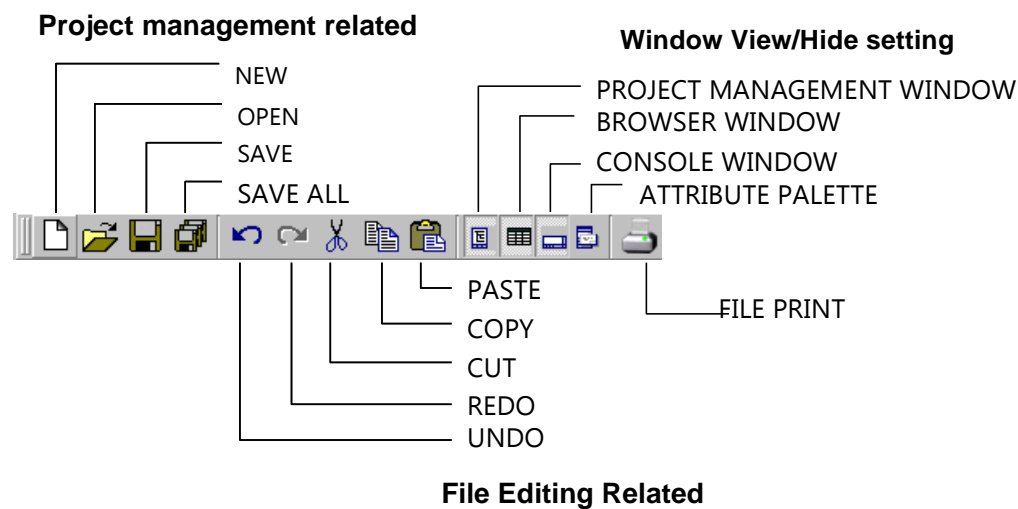 Project management related
NEW
OPEN
SAVE
SAVE ALL
Window View/Hide setting
PROJECT MANAGEMENT WINDOW
BROWSER WINDOW
CONSOLE WINDOW
ATTRIBUTE PALETTE
PASTE
COPY
CUT
REDO
UNDO
FILE PRINT
File Editing Related